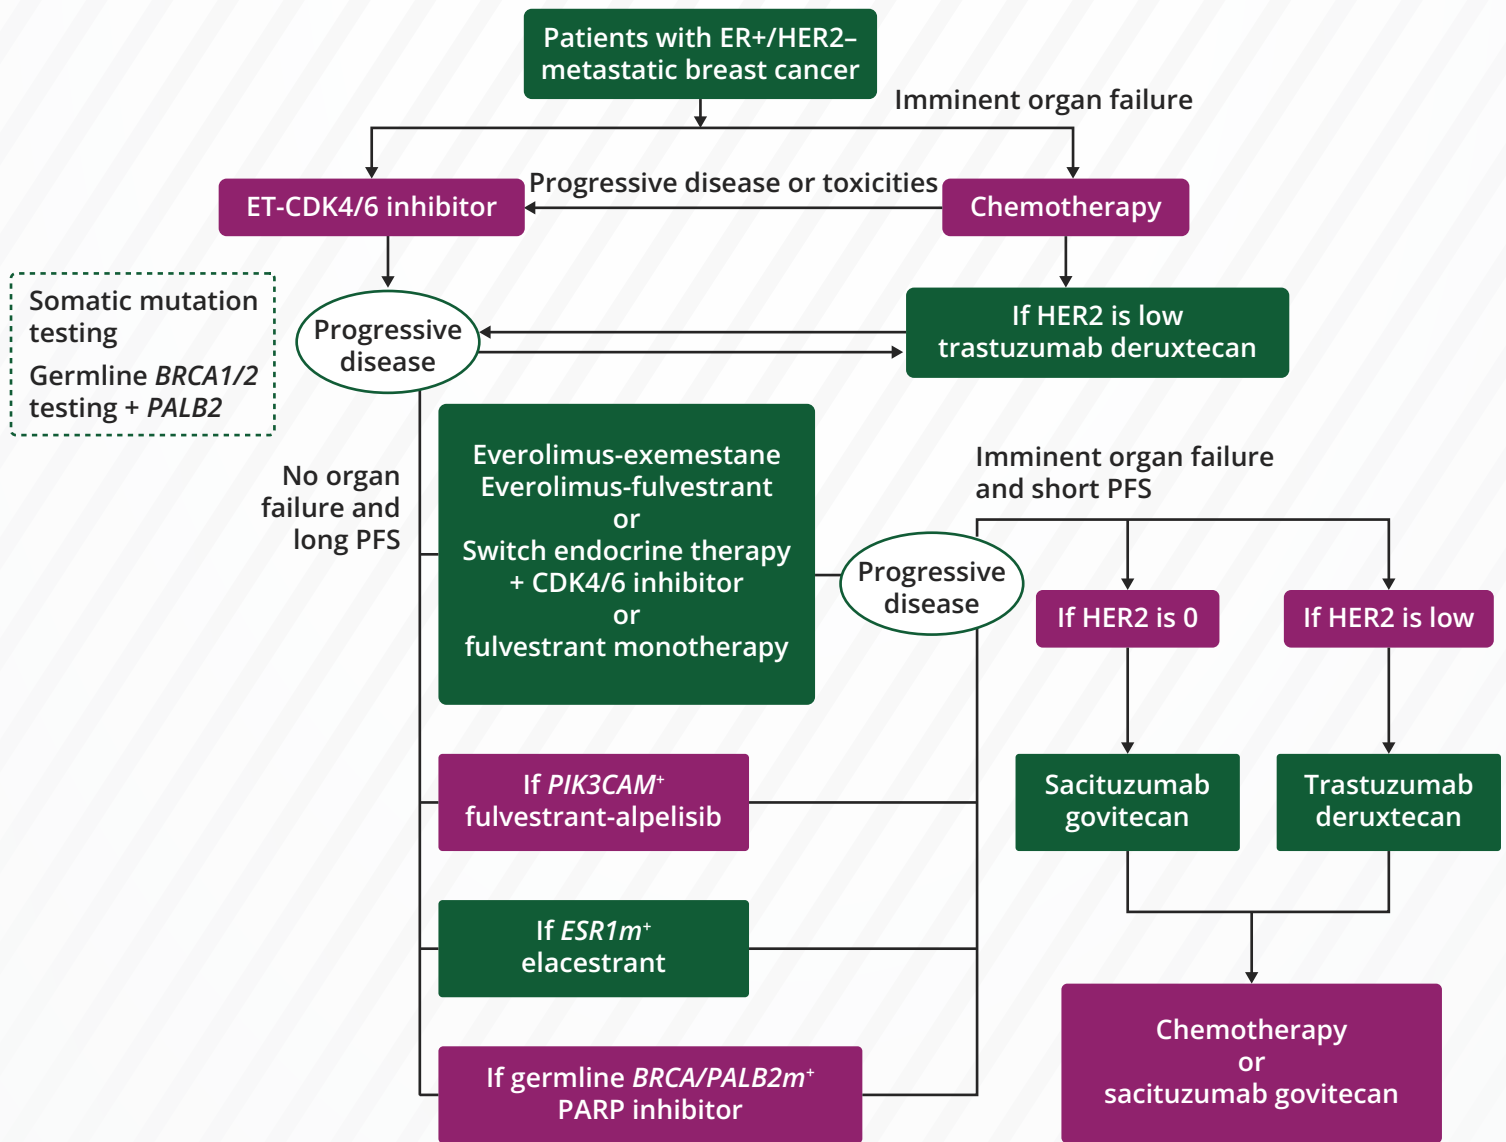 Patients with ER+/HER2–
metastatic breast cancer
Imminent organ failure
ET-CDK4/6 inhibitor
Progressive disease or toxicities
Chemotherapy
Somatic mutation
testing
Germline BRCA1/2
testing + PALB2
Progressive
disease
If HER2 is low
trastuzumab deruxtecan
No organ
failure and
long PFS
Everolimus-exemestane
Everolimus-fulvestrant
or
Switch endocrine therapy
+ CDK4/6 inhibitor
or
fulvestrant monotherapy
Progressive
disease
Imminent organ failure
and short PFS
If HER2 is 0
If HER2 is low
Sacituzumab
govitecan
Trastuzumab
deruxtecan
If PIK3CAM⁺
fulvestrant-alpelisib
If ESR1m⁺
elacestrant
If germline BRCA/PALB2m⁺
PARP inhibitor
Chemotherapy
or
sacituzumab govitecan